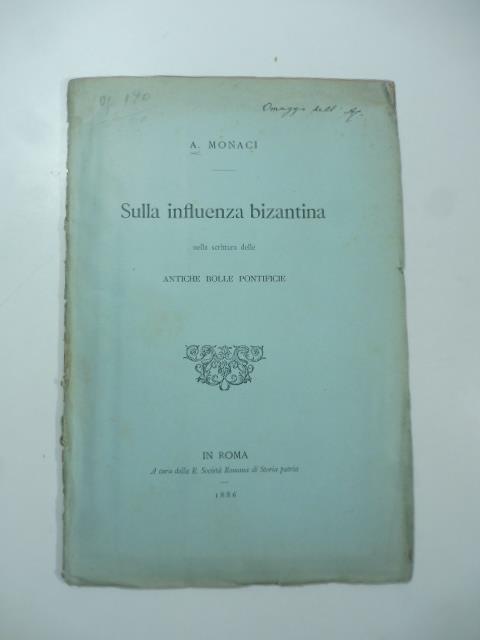 Omaggio dell'
A. MONACI
Sulla influenza bizantina
nella scrittura delle
ANTICHE BOLLE PONTIFICIE
IN ROMA
A cura della R. Società Romana di Storia patria
1886